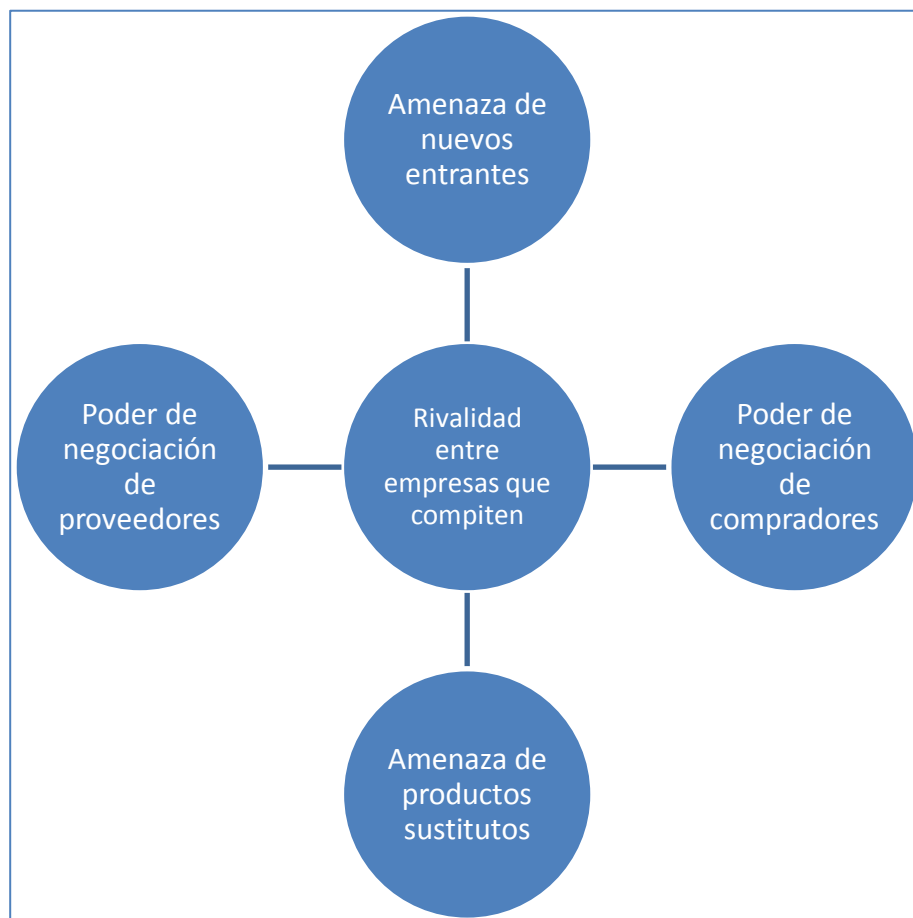 Amenaza de
nuevos
entrantes
Poder de
negociación
de
proveedores
Rivalidad
entre
empresas que
compiten
Poder de
negociación
de
compradores
Amenaza de
productos
sustitutos